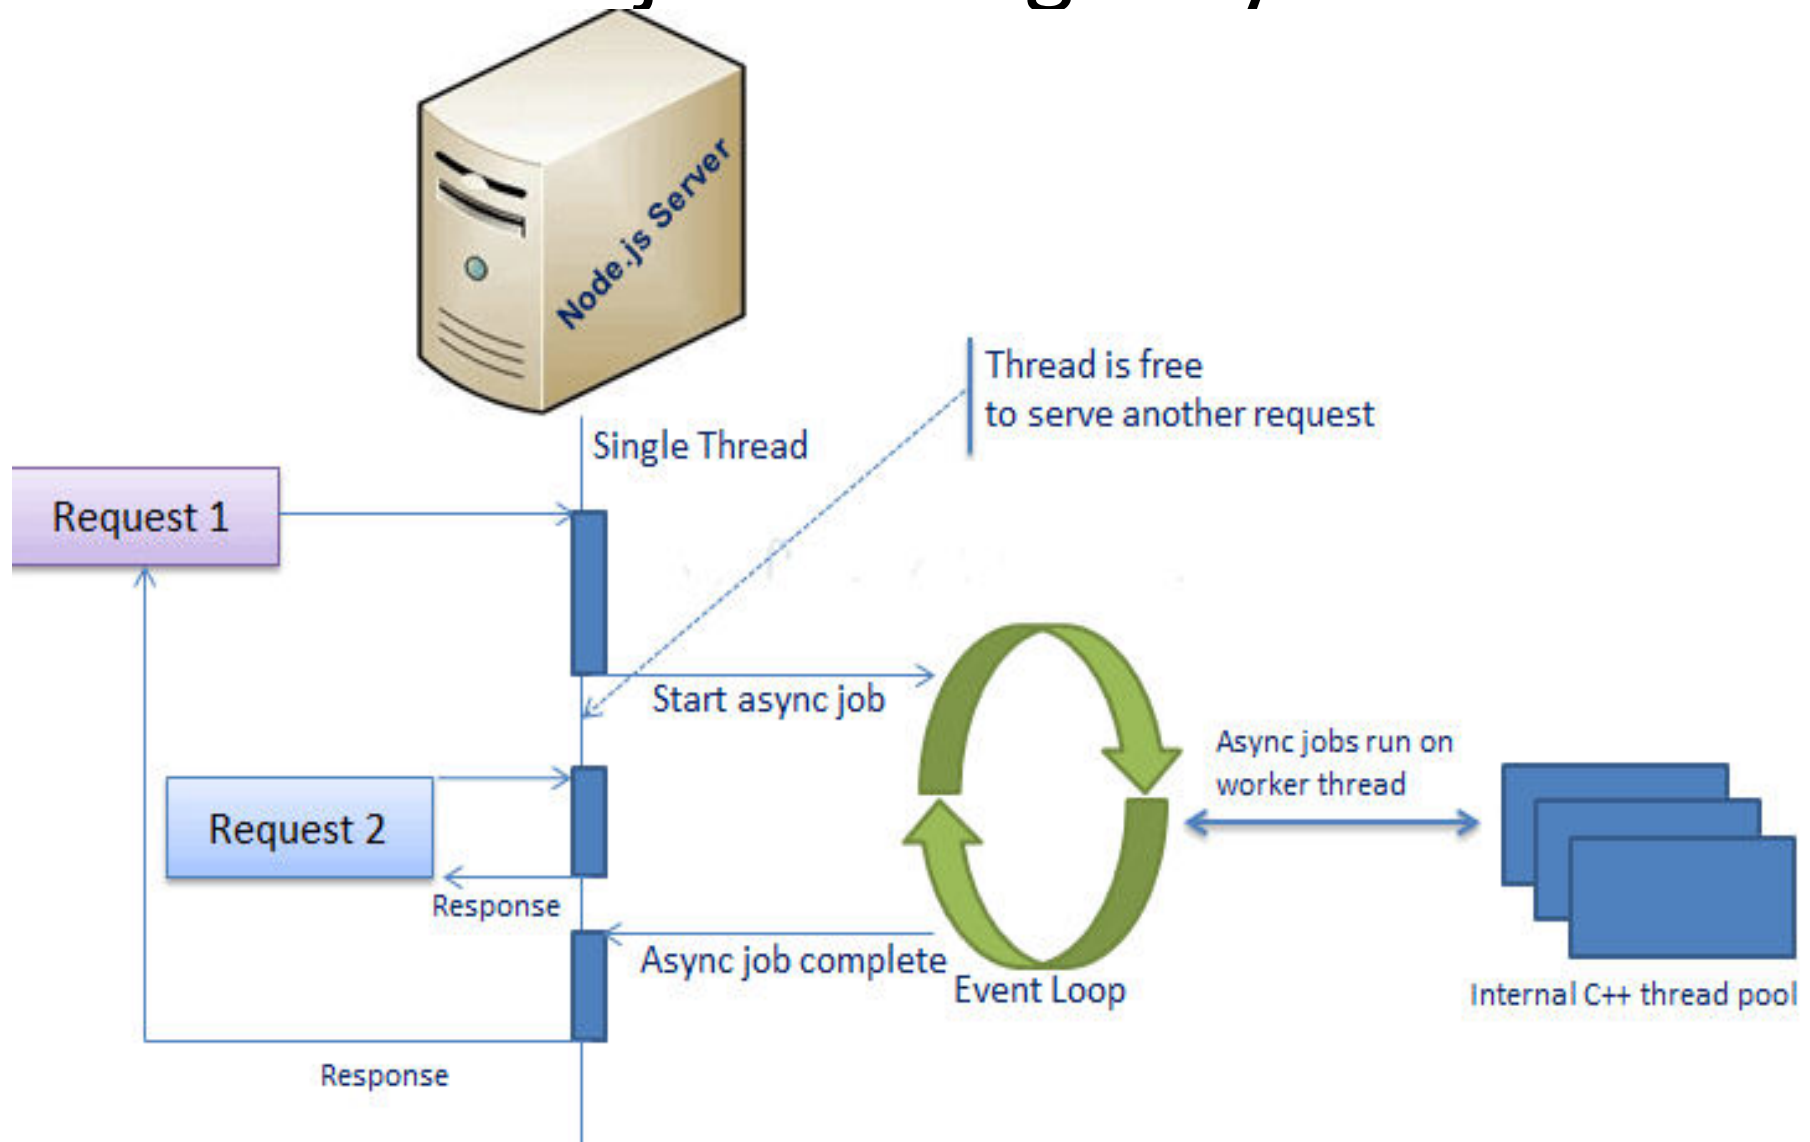 Node.js Server
Thread is free
to serve another request
Single Thread
Request 1
Start async job
Async jobs run on
worker thread
Request 2
Response
Async job complete
Event Loop
Internal C++ thread pool
Response